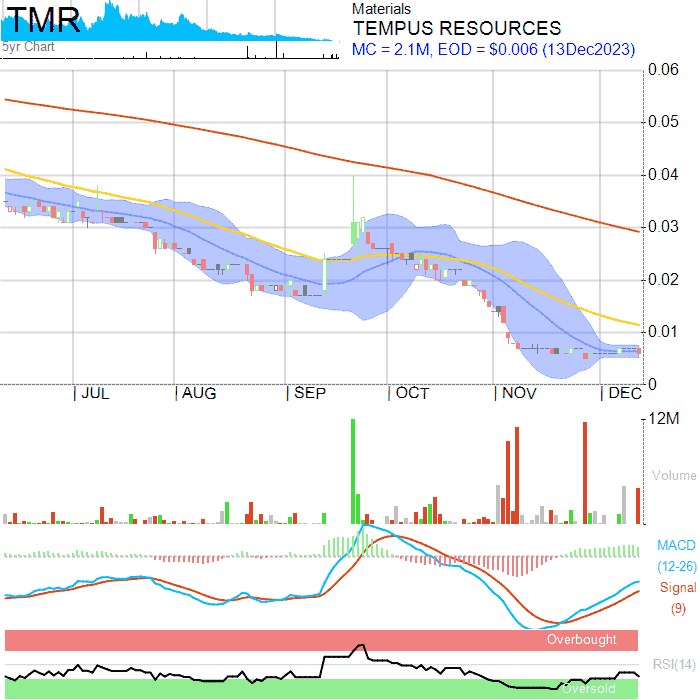 TMR
5yr Chart
Materials
TEMPUS RESOURCES
MC = 2.1M, EOD = $0.006 (13Dec2023)
0.06
0.05
0.04
0.03
0.02
0.01
0
| JUL | AUG | SEP | OCT | NOV | DEC
12M
Volume
MACD
(12-26)
Signal
(9)
Overbought
RSI(14)
Oversold